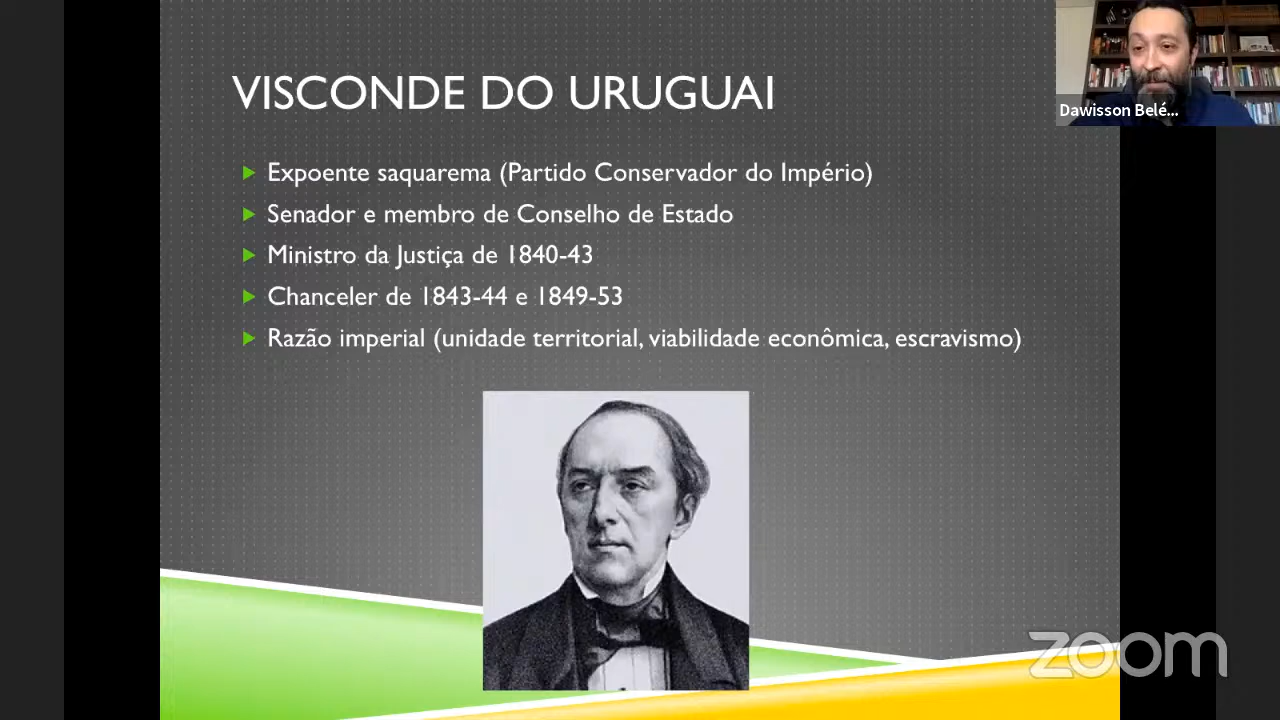 VISCONDE DO URUGUAI
Dawisson Belé...
Expoente saquarema (Partido Conservador do Império)
Senador e membro de Conselho de Estado
Ministro da Justiça de 1840-43
Chanceler de 1843-44 e 1849-53
Razão imperial (unidade territorial, viabilidade econômica, escravismo)
zoom